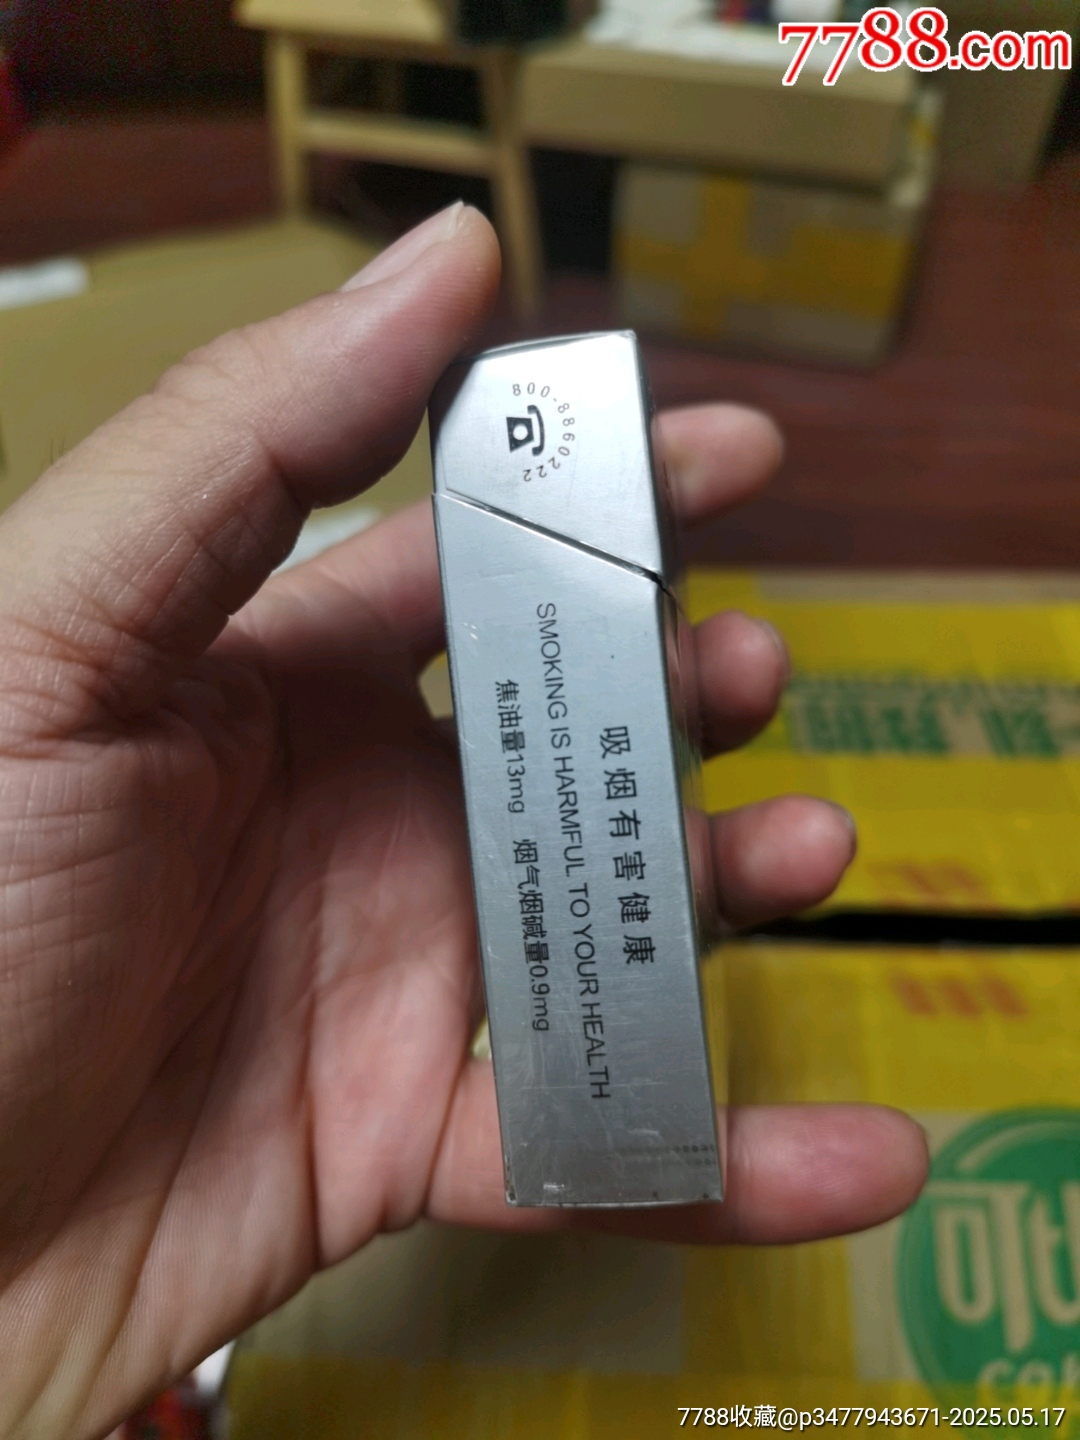 7788.com
800-8860222
吸烟有害健康
SMOKING IS HARMFUL TO YOUR HEALTH
焦油量13mg 烟气烟碱量0.9mg
7788收藏@p3477943671-2025.05.17